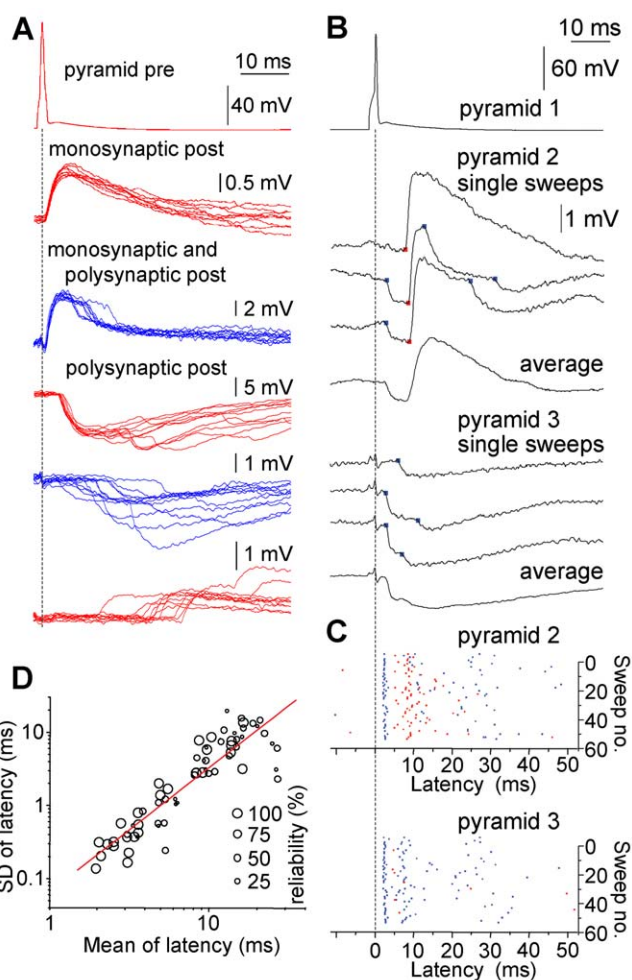 A
pyramid pre
10 ms
40 mV
monosynaptic post
0.5 mV
monosynaptic and
polysynaptic post
2 mV
polysynaptic post
5 mV
1 mV
1 mV
B
10 ms
60 mV
pyramid 1
pyramid 2
single sweeps
1 mV
average
pyramid 3
single sweeps
average
C
pyramid 2
0
20
40
60
Sweep no.
0 10 20 30 40 50
Latency (ms)
pyramid 3
0
20
40
60
Sweep no.
0 10 20 30 40 50
Latency (ms)
D
SD of latency (ms)
10
1
0.1
1 10
Mean of latency (ms)
100
75
50
25
reliability (%)